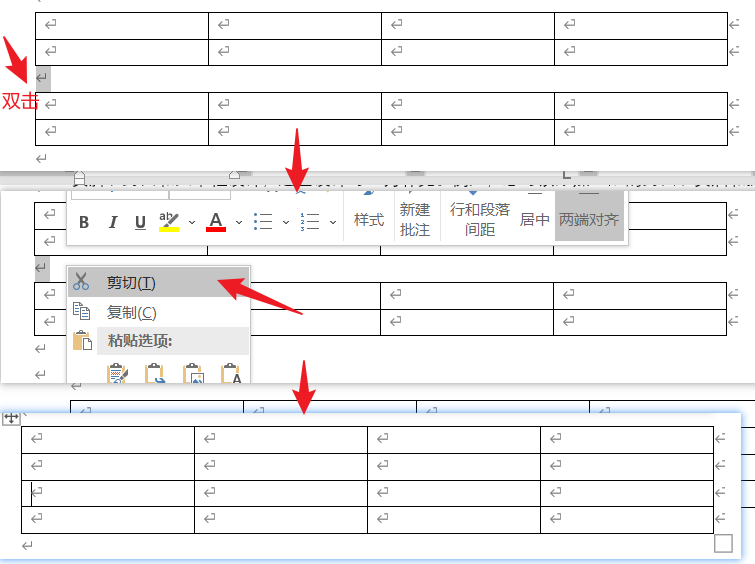 双击
B I U ab A
样式
新建
批注
行和段落
间距
居中
两端对齐
剪切(T)
复制(C)
粘贴选项:
A